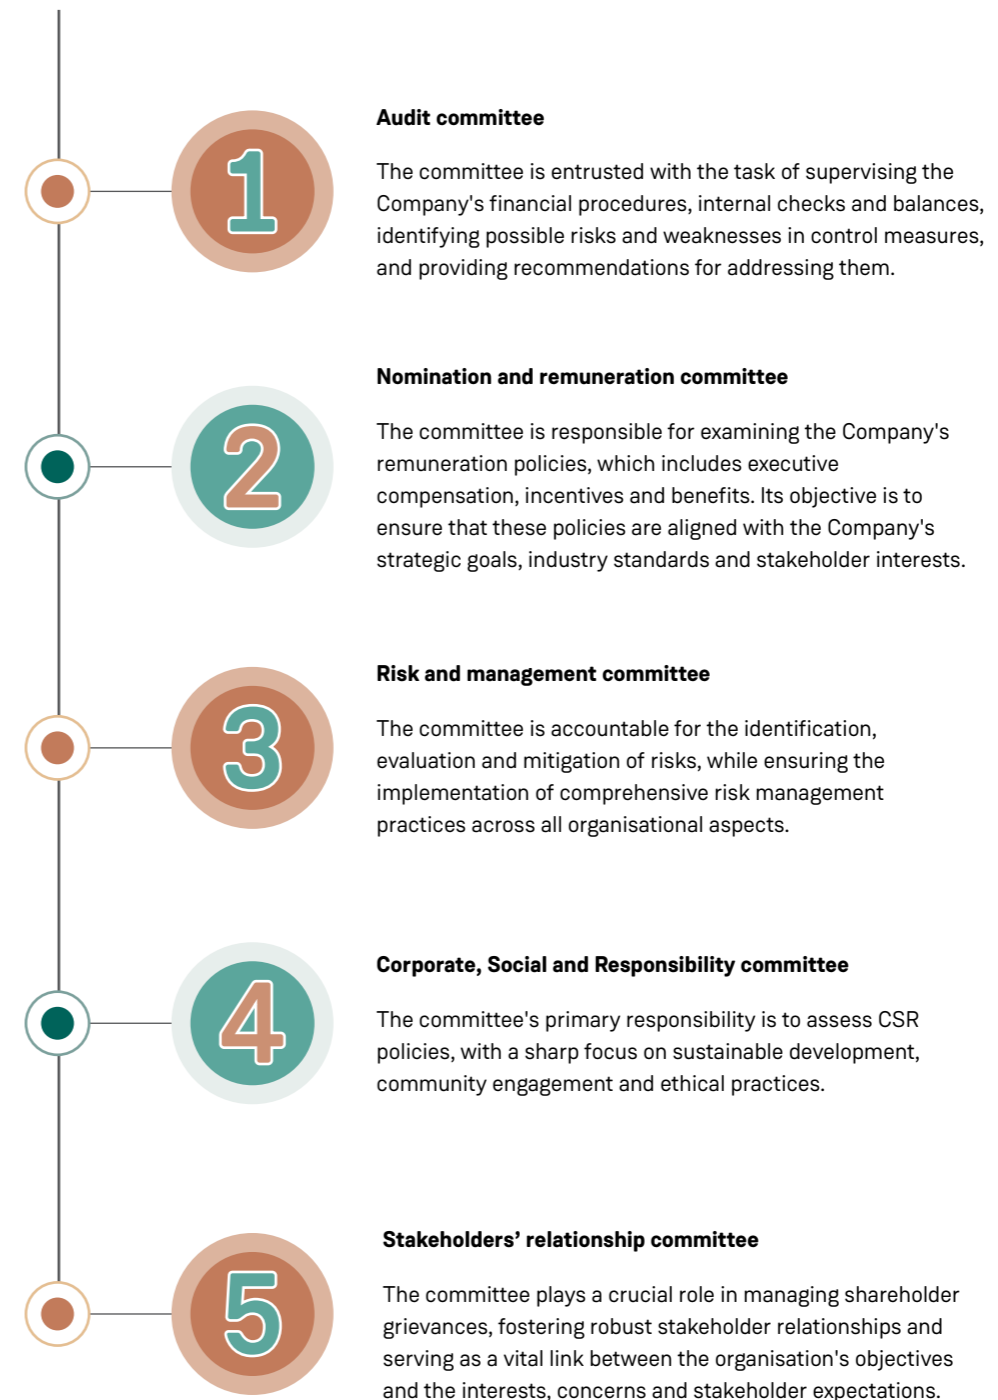 1
Audit committee
The committee is entrusted with the task of supervising the
Company's financial procedures, internal checks and balances,
identifying possible risks and weaknesses in control measures,
and providing recommendations for addressing them.
2
Nomination and remuneration committee
The committee is responsible for examining the Company's
remuneration policies, which includes executive
compensation, incentives and benefits. Its objective is to
ensure that these policies are aligned with the Company's
strategic goals, industry standards and stakeholder interests.
3
Risk and management committee
The committee is accountable for the identification,
evaluation and mitigation of risks, while ensuring the
implementation of comprehensive risk management
practices across all organisational aspects.
4
Corporate, Social and Responsibility committee
The committee's primary responsibility is to assess CSR
policies, with a sharp focus on sustainable development,
community engagement and ethical practices.
5
Stakeholders’ relationship committee
The committee plays a crucial role in managing shareholder
grievances, fostering robust stakeholder relationships and
serving as a vital link between the organisation's objectives
and the interests, concerns and stakeholder expectations.